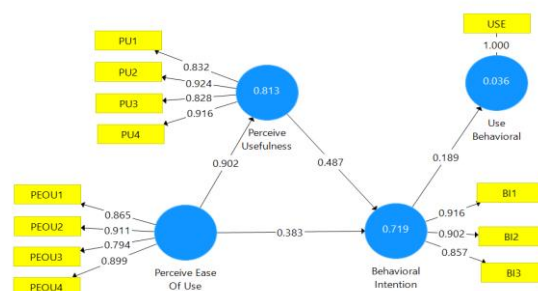 USE
1.000
0.036
Use
Behavioral
0.189
PU1
PU2
PU3
PU4
0.832
0.924
0.828
0.916
0.813
Perceive
Usefulness
0.902
0.487
PEOU1
PEOU2
PEOU3
PEOU4
0.865
0.911
0.794
0.899
Perceive Ease
Of Use
0.383
0.719
Behavioral
Intention
0.916
0.902
0.857
BI1
BI2
BI3